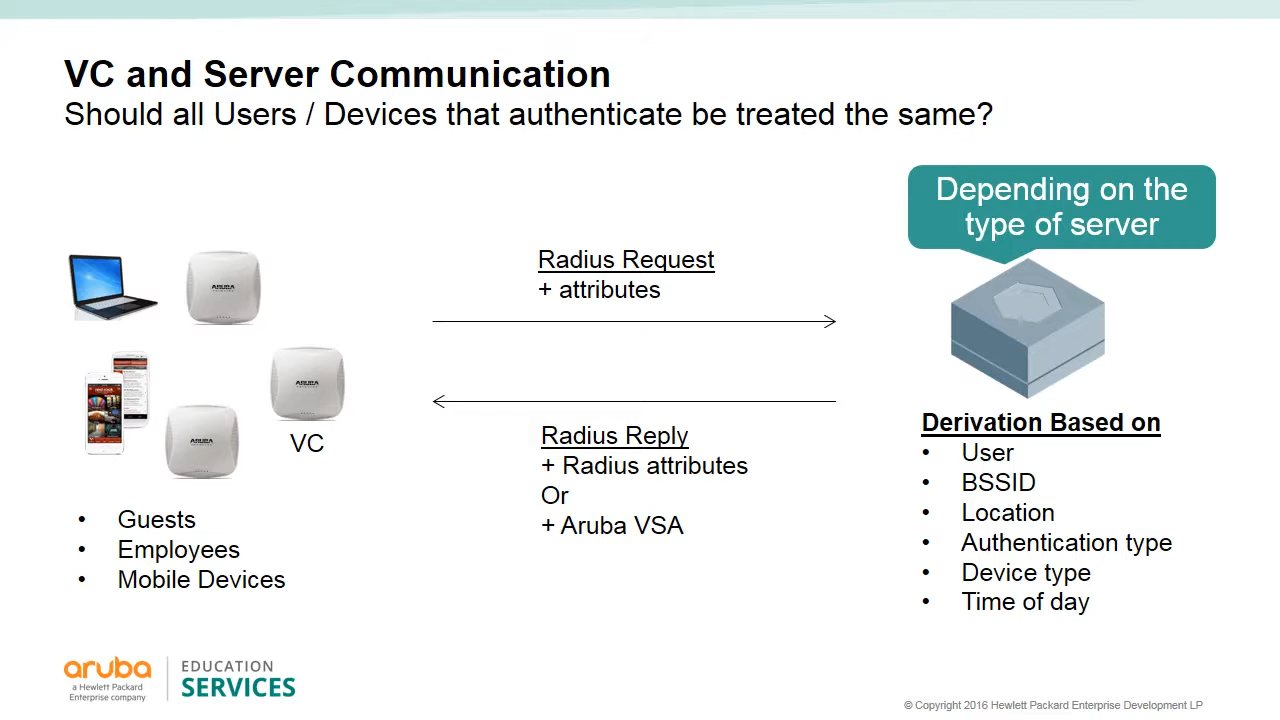 VC and Server Communication
Should all Users / Devices that authenticate be treated the same?
Depending on the
type of server
Radius Request
+ attributes
ARUBA
ARUBA
ARUBA
VC
Radius Reply
+ Radius attributes
Or
+ Aruba VSA
Derivation Based on
• User
• BSSID
• Location
• Authentication type
• Device type
• Time of day
• Guests
• Employees
• Mobile Devices
aruba
a Hewlett Packard
Enterprise company
EDUCATION
SERVICES
© Copyright 2016 Hewlett Packard Enterprise Development LP